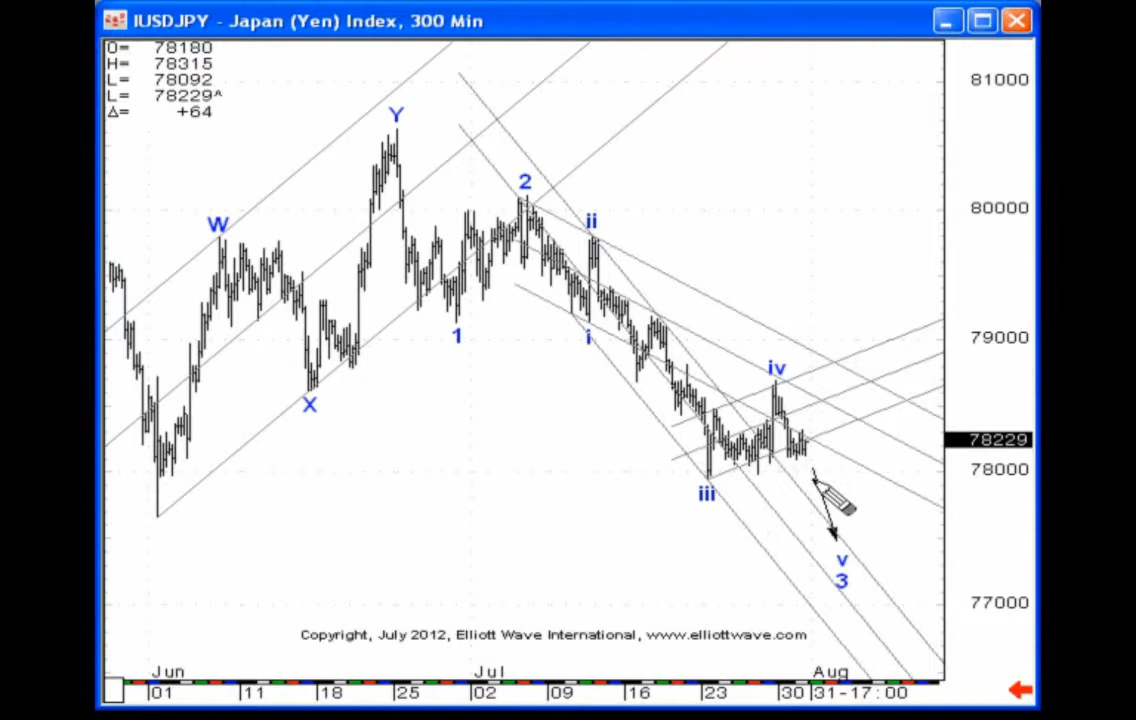 IUSDJPY - Japan (Yen) Index, 300 Min
O= 78180
H= 78315
L= 78092
L= 78229^
Δ= +64
81000
Y
2
80000
W
ii
79000
1
i
iv
X
78229
78000
iii
v
3
77000
Copyright, July 2012, Elliott Wave International, www.elliottwave.com
Jun Jul Aug
01 11 18 25 02 09 16 23 30 31-17:00